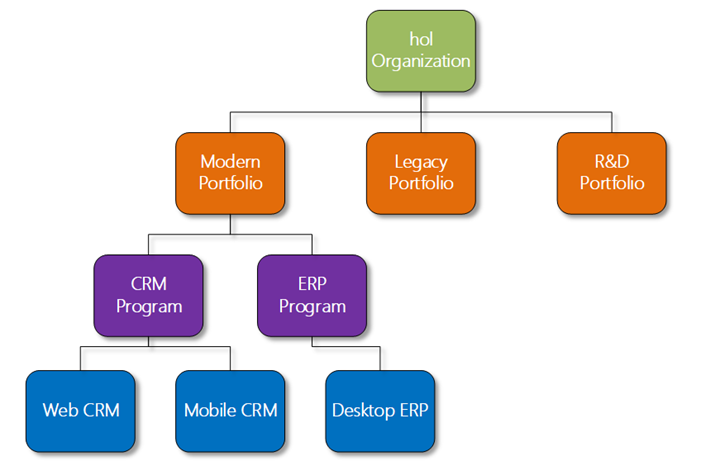 hol
Organization
Modern
Portfolio
Legacy
Portfolio
R&D
Portfolio
CRM
Program
ERP
Program
Web CRM
Mobile CRM
Desktop ERP